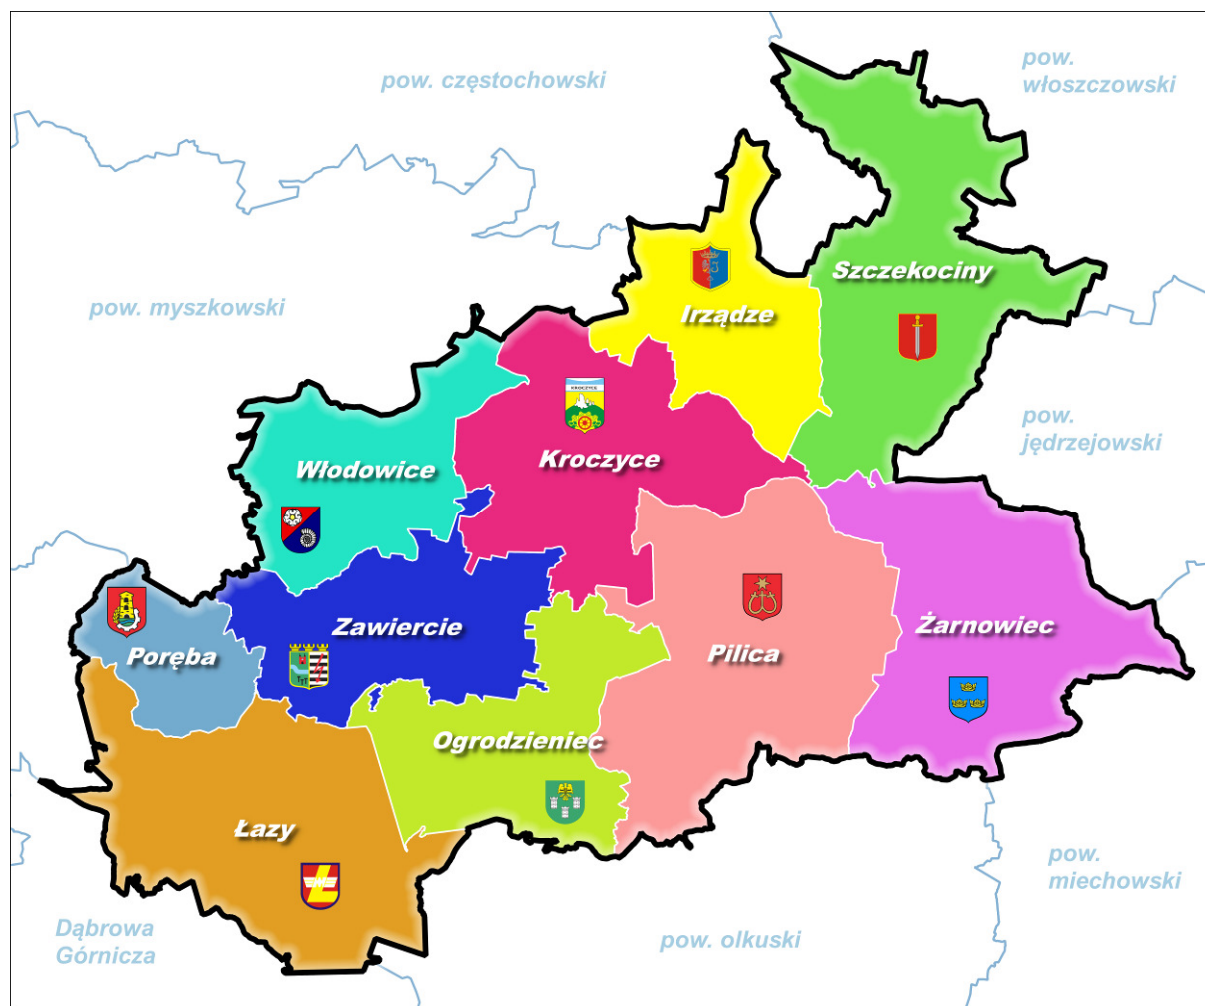 pow. częstochowski
pow.
włoszczowski
Szczekociny
pow. myszkowski
Irządze
KROCZYCE
pow.
jędrzejowski
Kroczyce
Włodowice
Zawiercie
Żarnowiec
Poręba
Pilica
Ogrodzieniec
Łazy
pow.
miechowski
Dąbrowa
Górnicza
pow. olkuski